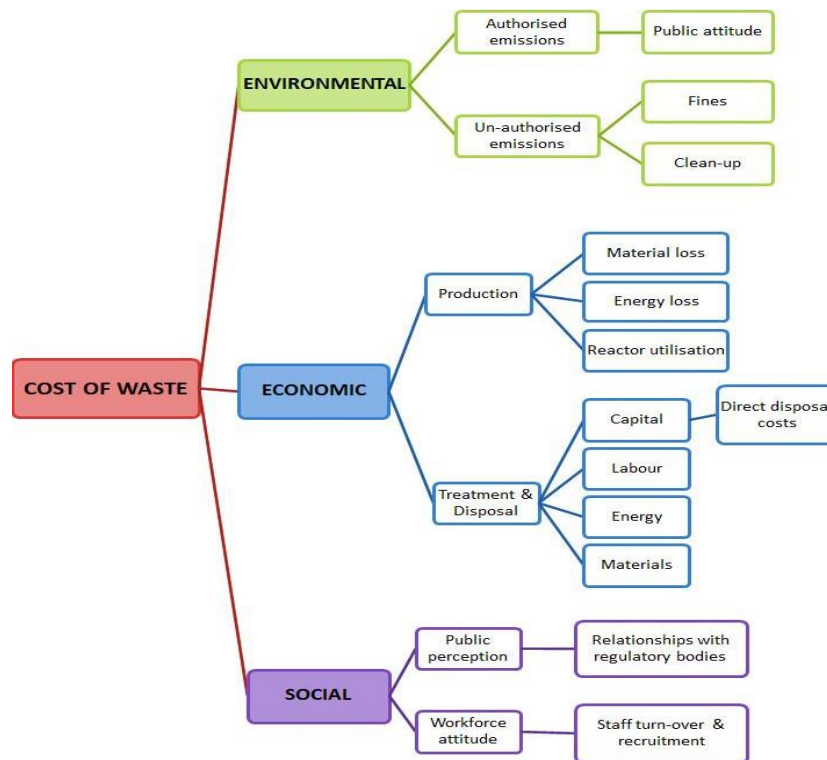 Authorised
emissions
Public attitude
ENVIRONMENTAL
Un-authorised
emissions
Fines
Clean-up
Material loss
Production
Energy loss
Reactor utilisation
COST OF WASTE
ECONOMIC
Capital
Direct disposa
costs
Labour
Treatment &
Disposal
Energy
Materials
Public
perception
Relationships with
regulatory bodies
SOCIAL
Workforce
attitude
Staff turn-over &
recruitment